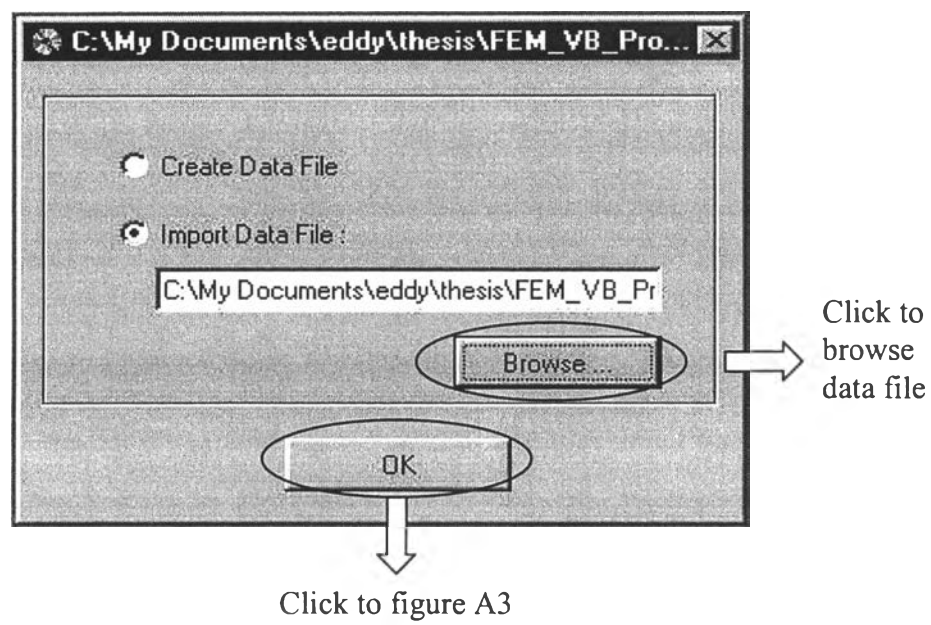 C:\My Documents\eddy\thesis\FEM_VB_Pro...
Create Data File
Import Data File :
C:\My Documents\eddy\thesis\FEM_VB_Pr
Browse ...
Click to
browse
data file
OK
Click to figure A3